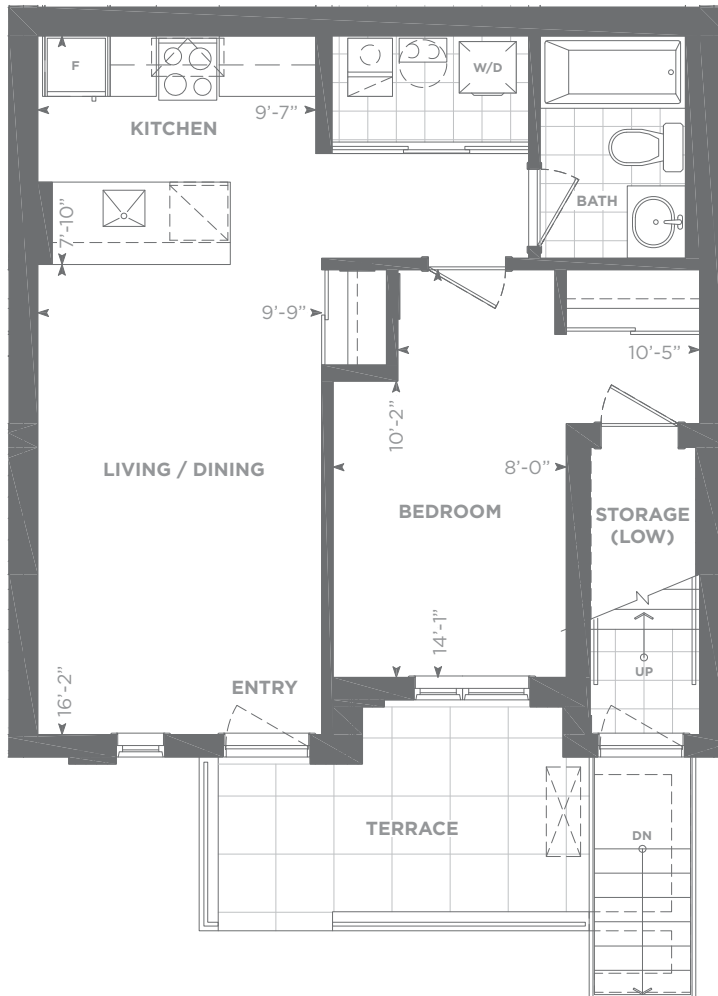 F
W/D
9’-7”
KITCHEN
BATH
7’-10”
9’-9”
10’-5”
10’-2”
LIVING / DINING
8’-0”
BEDROOM
STORAGE
(LOW)
14’-1”
UP
ENTRY
16’-2”
TERRACE
DN